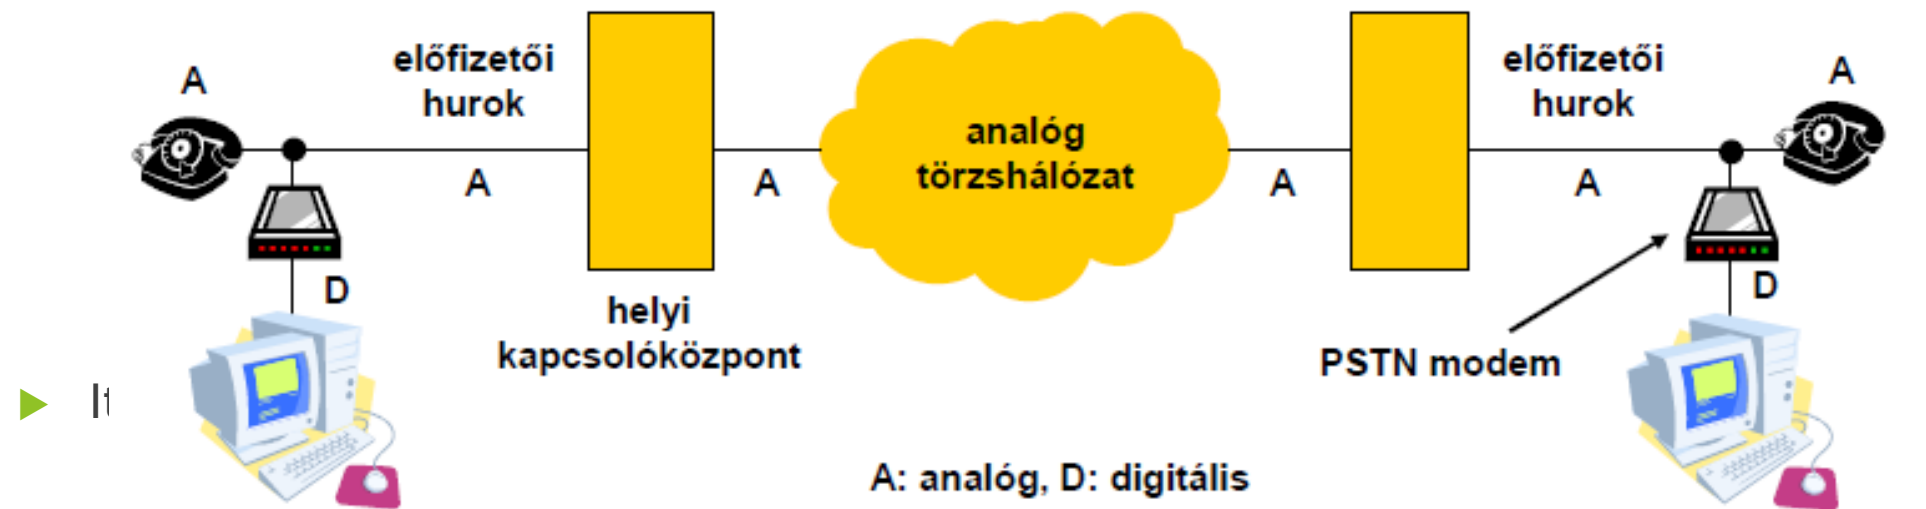 előfizetői
hurok
A
A
helyi
kapcsolóközpont
D
A
analóg
törzshálózat
A
előfizetői
hurok
A
A
D
PSTN modem
A: analóg, D: digitális